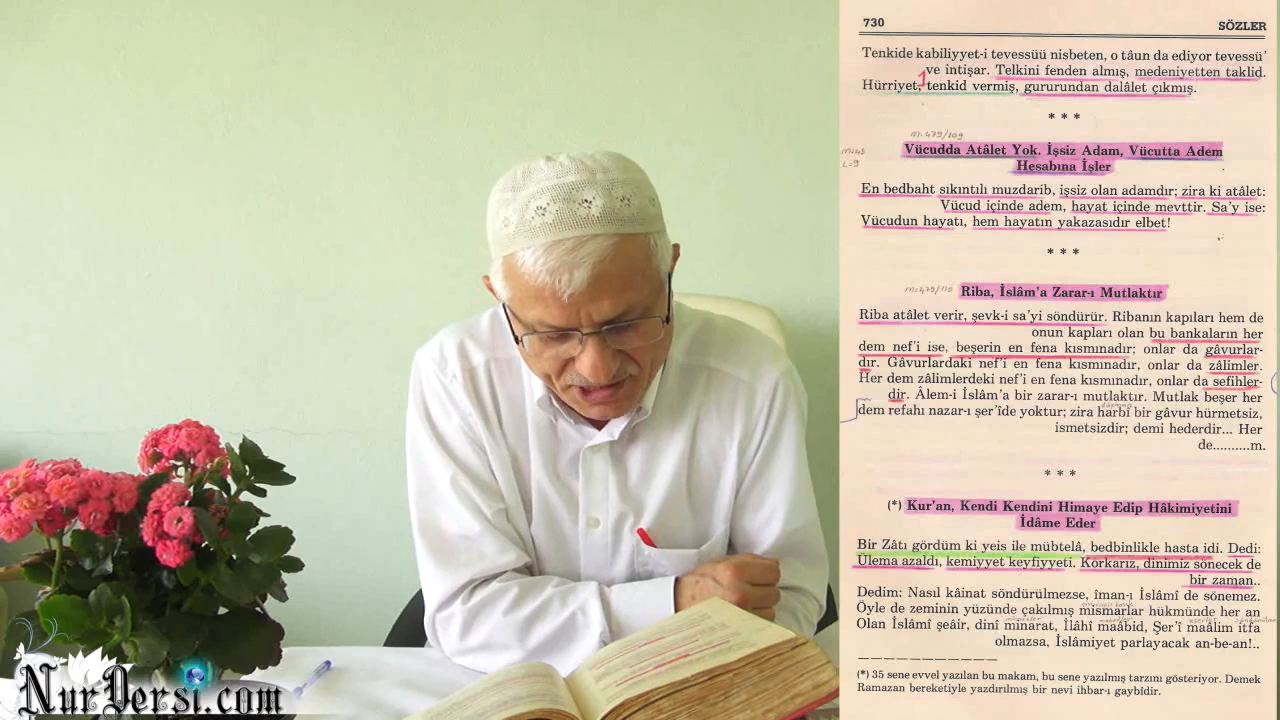 730
SÖZLER
Tenkide kabiliyyet-i tevessüü nisbeten, o tâun da ediyor tevessü'
ve intişar. Telkini fenden almış, medeniyetten taklid.
Hürriyet, tenkid vermiş, gururundan dalâlet çıkmış.
* * *
M:479/109
Vücudda Atâlet Yok. İşsiz Adam, Vücutta Adem
Hesabına İşler
En bedbaht sıkıntılı muzdarib, işsiz olan adamdır; zira ki atâlet:
Vücud içinde adem, hayat içinde mevttir. Sa'y ise:
Vücudun hayatı, hem hayatın yakazasıdır elbet!
* * *
M:479/110
Riba, İslâm'a Zarar-ı Mutlaktır
Riba atâlet verir, şevk-i sa'yi söndürür. Ribanın kapıları hem de
onun kapları olan bu bankaların her
dem nef'i ise, beşerin en fena kısmınadır; onlar da gâvurlar-
dır. Gâvurlardaki nef'i en fena kısmınadır, onlar da zâlimler.
Her dem zâlimlerdeki nef'i en fena kısmınadır, onlar da sefihler-
dir. Âlem-i İslâm'a bir zarar-ı mutlaktır. Mutlak beşer her
dem refahı nazar-ı şer'îde yoktur; zira harbî bir gâvur hürmetsiz,
ismetsizdir; demi hederdir... Her
de..........m.
* * *
(*) Kur'an, Kendi Kendini Himaye Edip Hâkimiyetini
İdâme Eder
Bir Zâtı gördüm ki yeis ile mübtelâ, bedbinlikle hasta idi. Dedi:
Ülema azaldı, kemiyyet keyfiyyeti. Korkarız, dinimiz sönecek de
bir zaman..
Dedim: Nasıl kâinat söndürülmezse, îman-ı İslâmî de sönemez.
Öyle de zeminin yüzünde çakılmış mismarlar hükmünde her an
Olan İslâmî şeâir, dinî minarat, İlâhî maâbid, Şer'î maâlim itfa
olmazsa, İslâmiyet parlayacak an-be-an!..
(*) 35 sene evvel yazılan bu makam, bu sene yazılmış tarzını gösteriyor. Demek
Ramazan bereketiyle yazdırılmış bir nevi ihbar-ı gaybîdir.
NurDersi.com